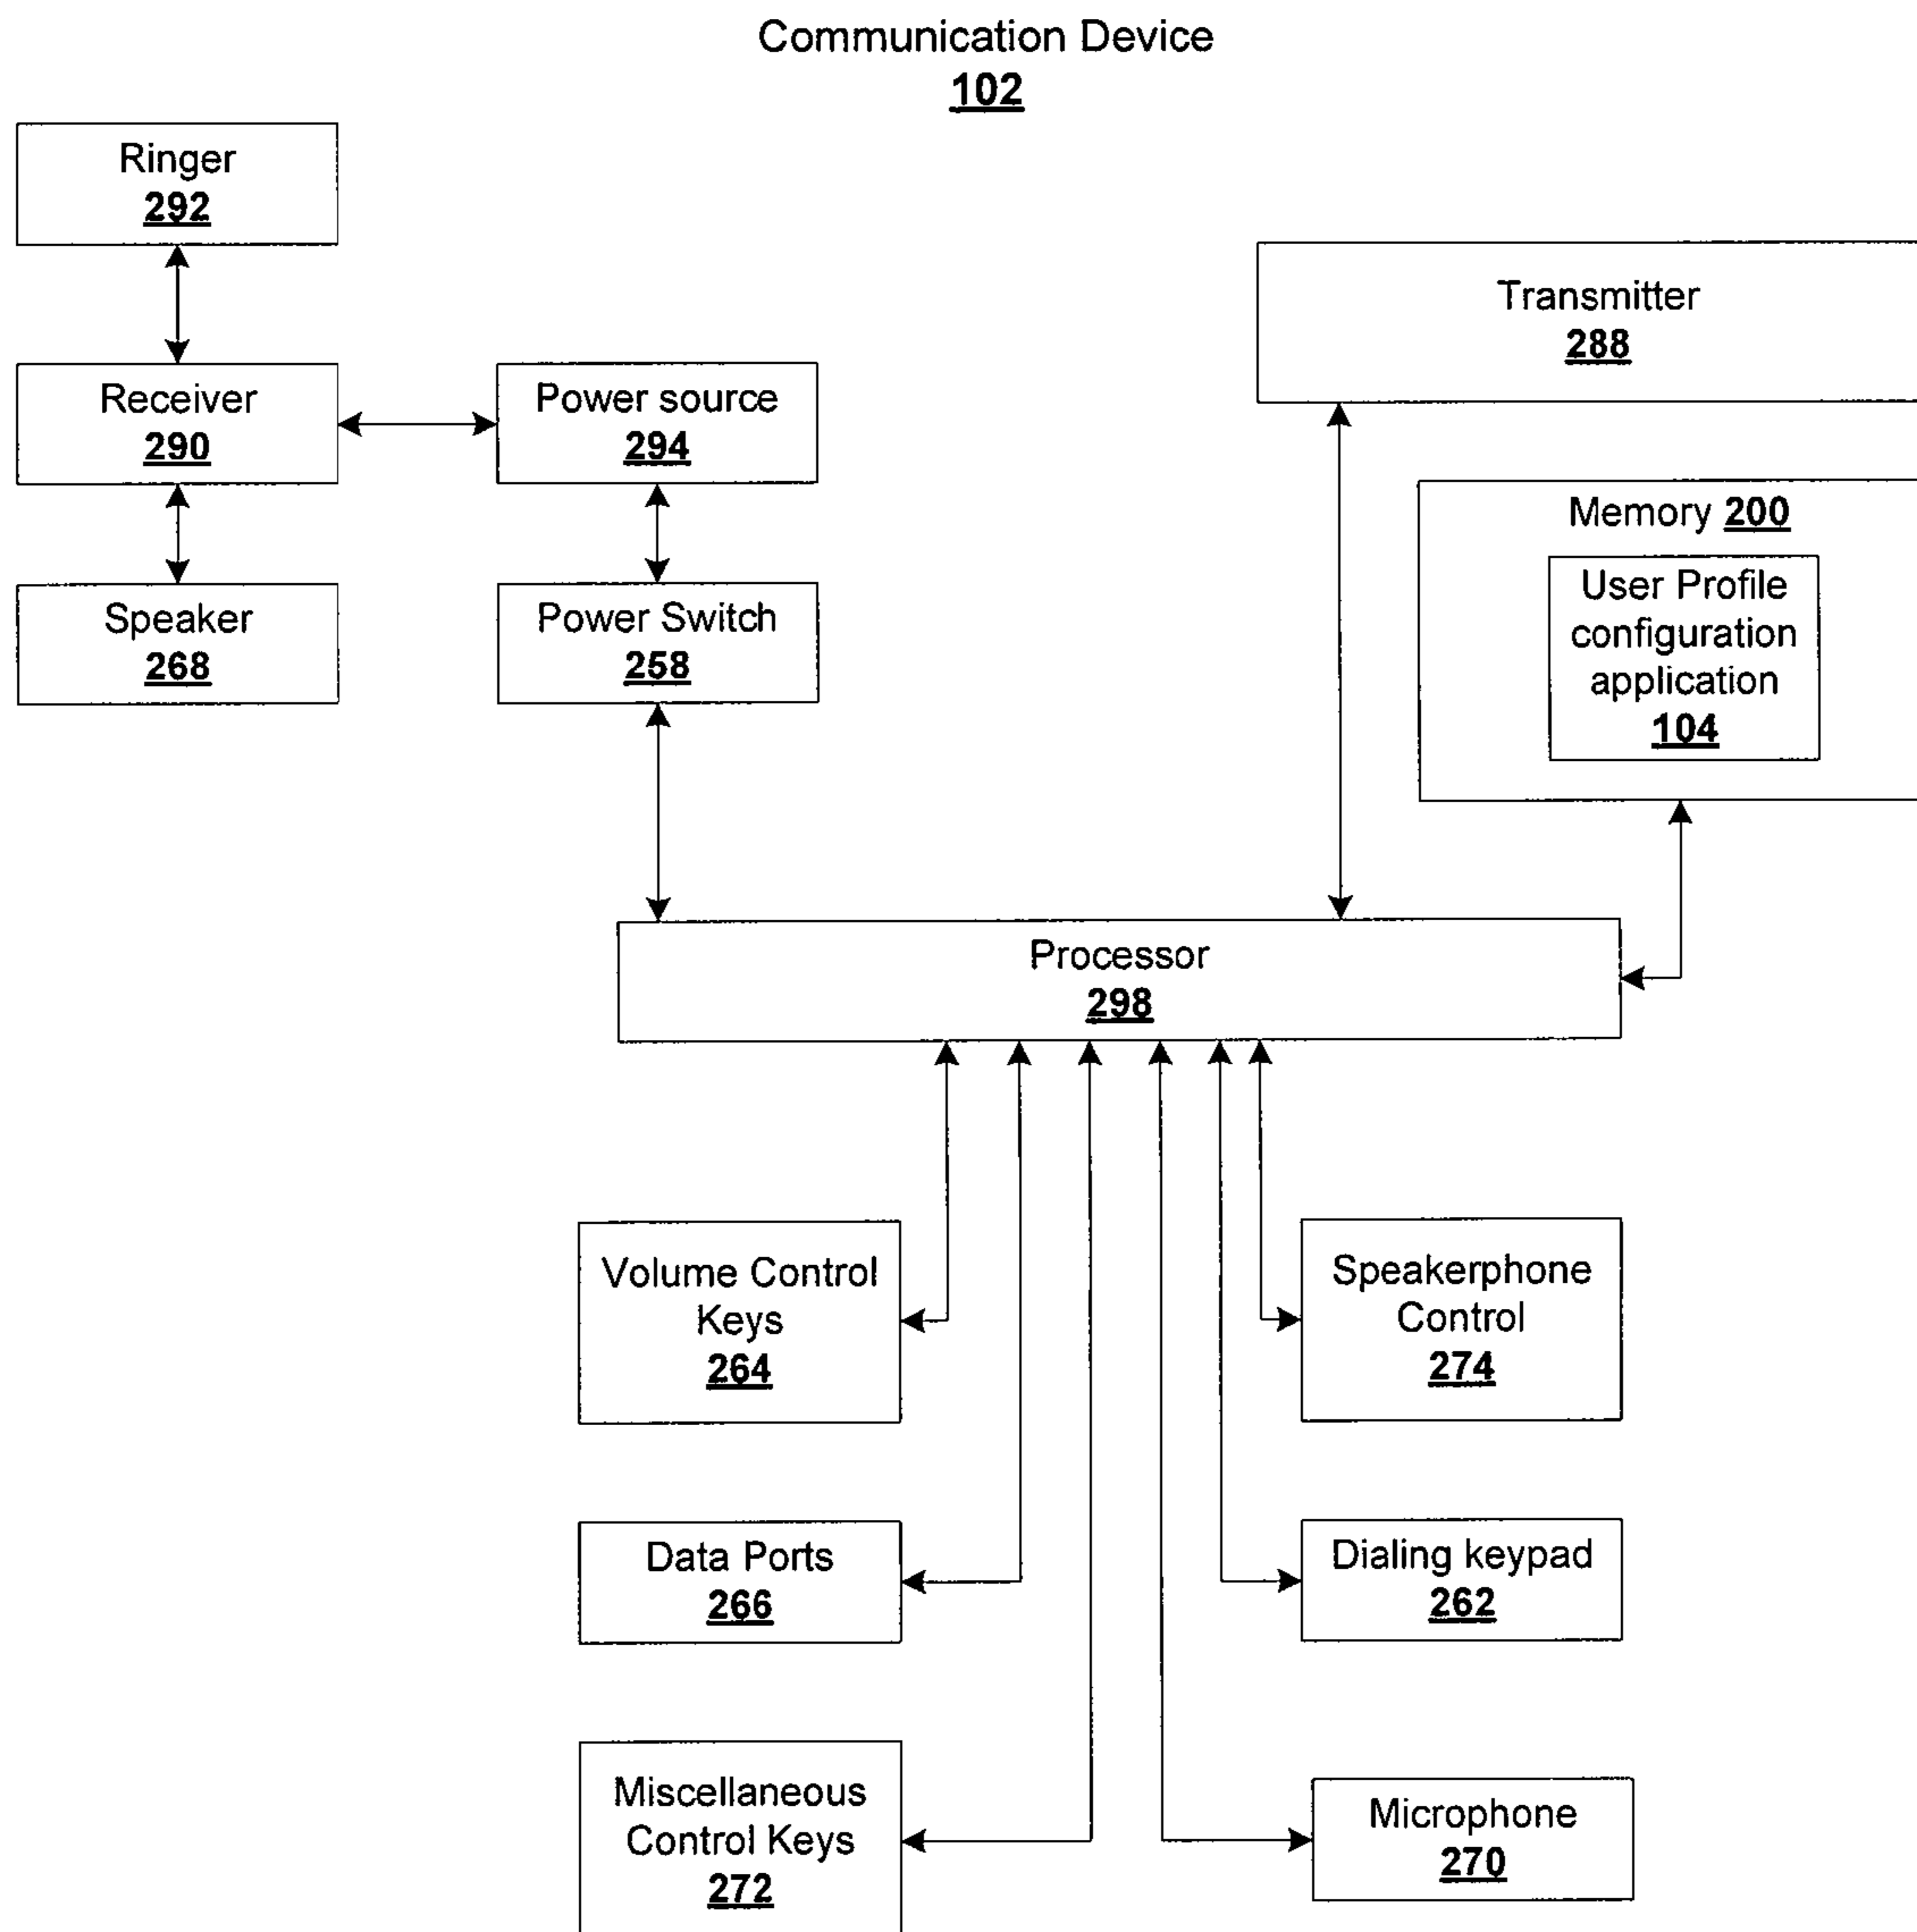 Communication Device
102
Ringer
292
Transmitter
288
Receiver
290
Power source
294
Memory 200
User Profile
configuration
application
104
Speaker
268
Power Switch
258
Processor
298
Volume Control
Keys
264
Speakerphone
Control
274
Data Ports
266
Dialing keypad
262
Miscellaneous
Control Keys
272
Microphone
270